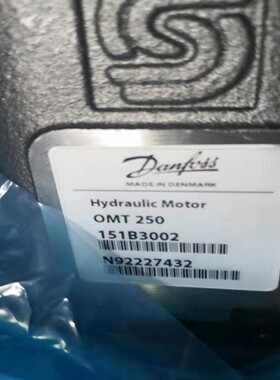 Danfoss
MADE IN DENMARK
Hydraulic Motor
OMT 250
151B3002
N92227432